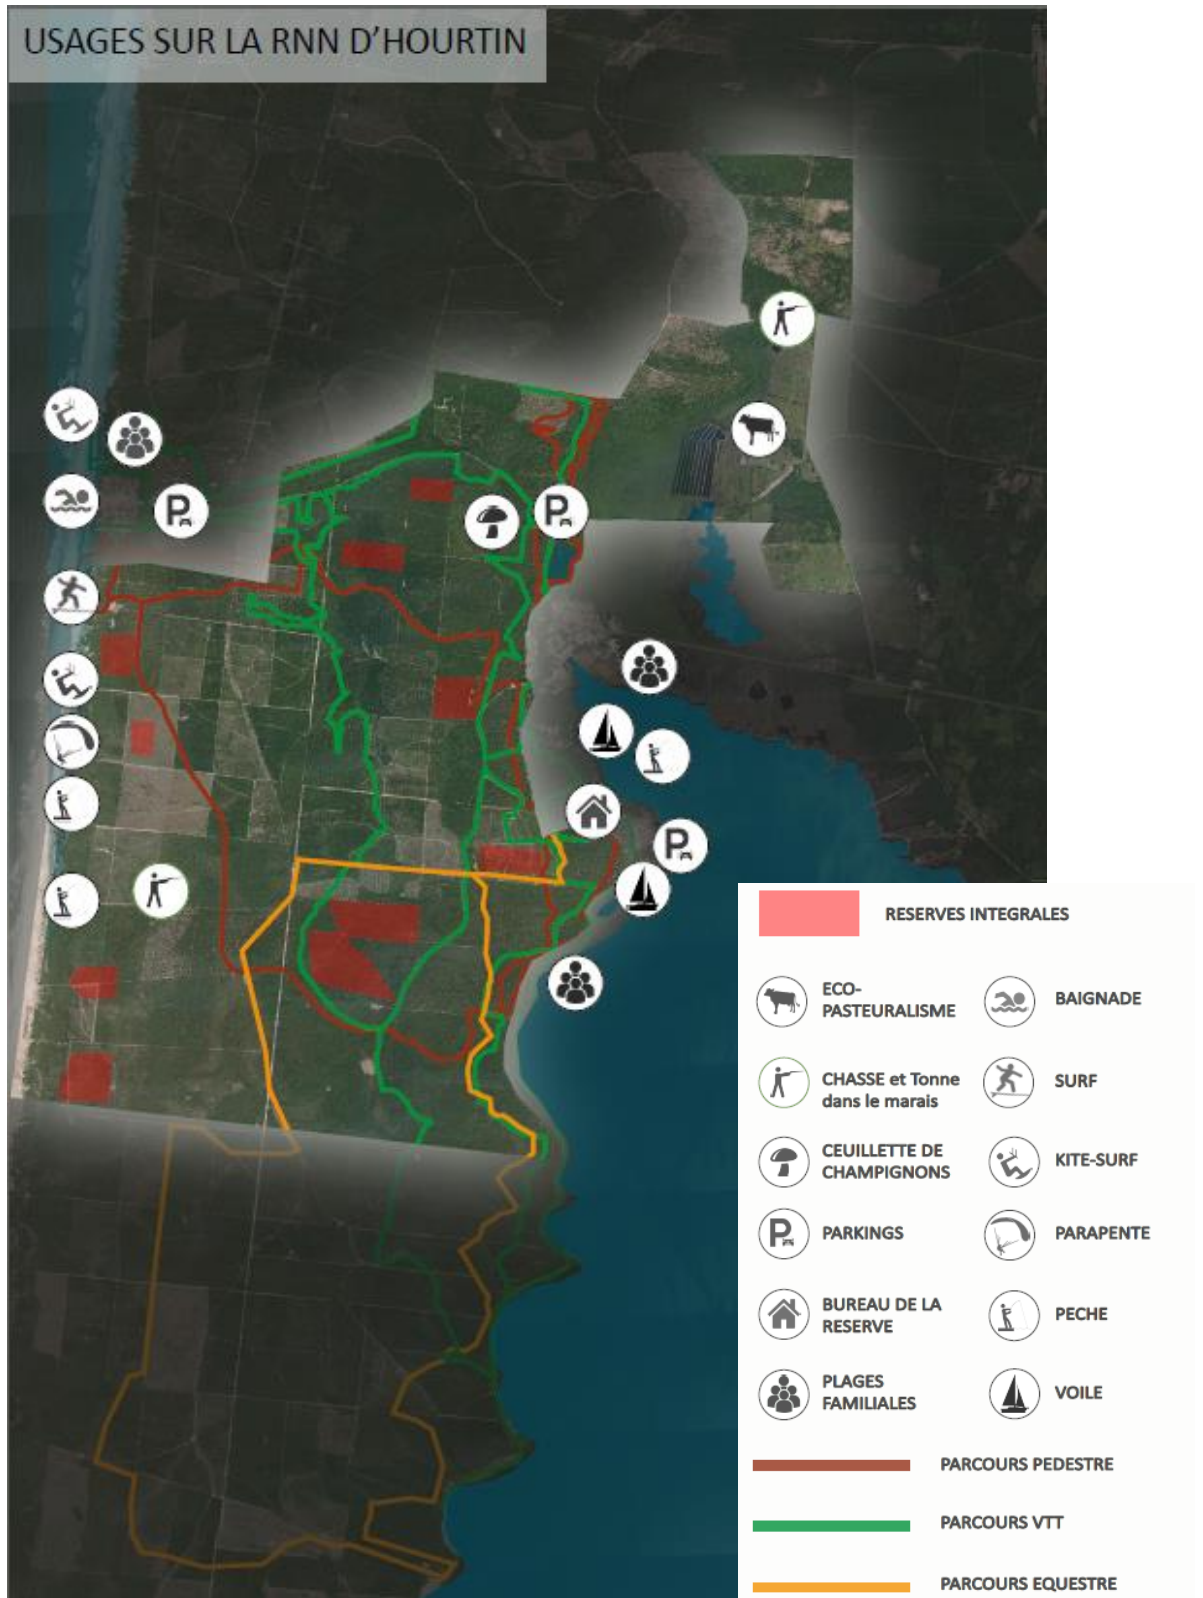 USAGES SUR LA RNN D'HOURTIN
P
P
P
RESERVES INTEGRALES
ECO-
PASTEURALISME
BAIGNADE
CHASSE et Tonne
dans le marais
SURF
CEUILLETTE DE
CHAMPIGNONS
KITE-SURF
P
PARKINGS
PARAPENTE
BUREAU DE LA
RESERVE
PECHE
PLAGES
FAMILIALES
VOILE
PARCOURS PEDESTRE
PARCOURS VTT
PARCOURS EQUESTRE